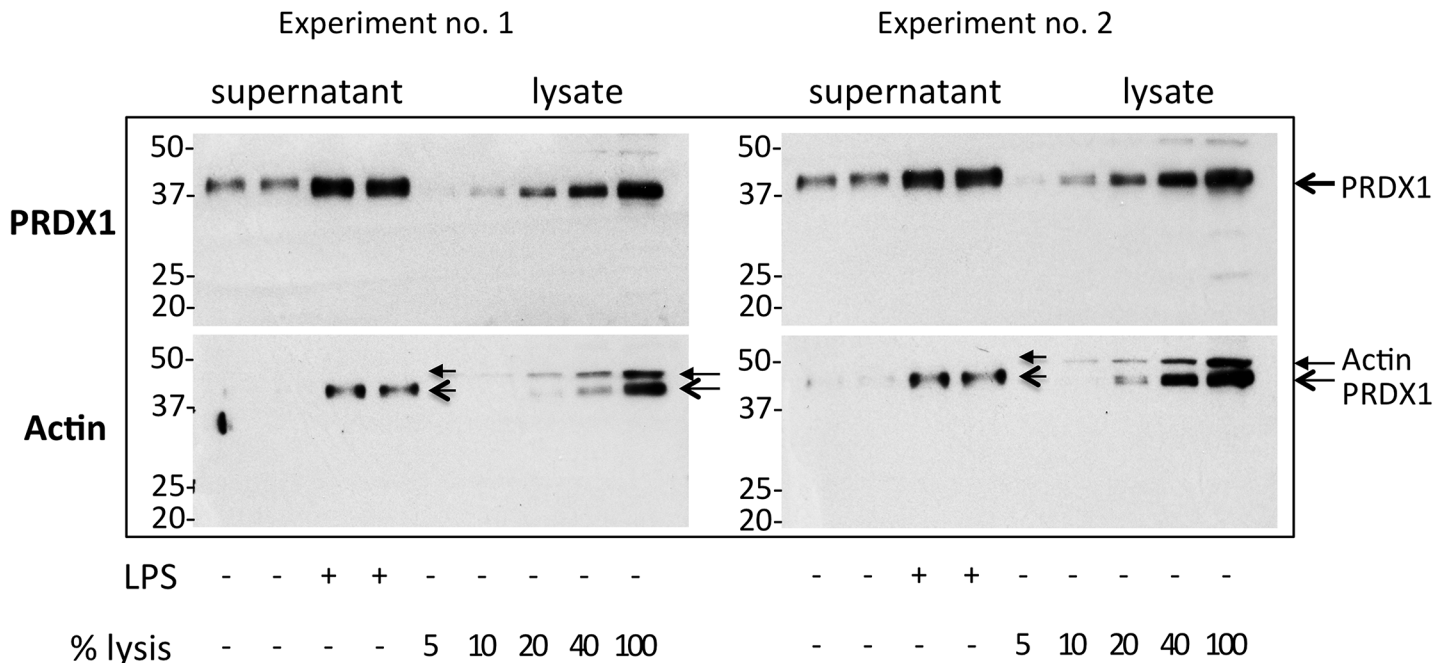 Experiment no. 1 Experiment no. 2
supernatant lysate supernatant lysate
50- 50-
37- 37- PRDX1
PRDX1
25- 25-
20- 20-
50- 50- Actin
37- 37- PRDX1
Actin
25- 25-
20- 20-
LPS - - + + - - - - - - - + + - - - - -
% lysis - - - - 5 10 20 40 100 - - - - 5 10 20 40 100